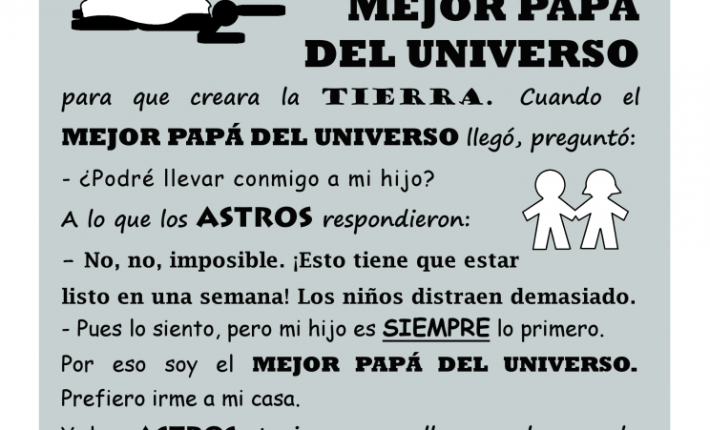 MEJOR PAPÁ
DEL UNIVERSO
para que creara la TIERRA. Cuando el
MEJOR PAPÁ DEL UNIVERSO llegó, preguntó:
- ¿Podré llevar conmigo a mi hijo?
A lo que los ASTROS respondieron:
– No, no, imposible. ¡Esto tiene que estar
listo en una semana! Los niños distraen demasiado.
- Pues lo siento, pero mi hijo es SIEMPRE lo primero.
Por eso soy el MEJOR PAPÁ DEL UNIVERSO.
Prefiero irme a mi casa.